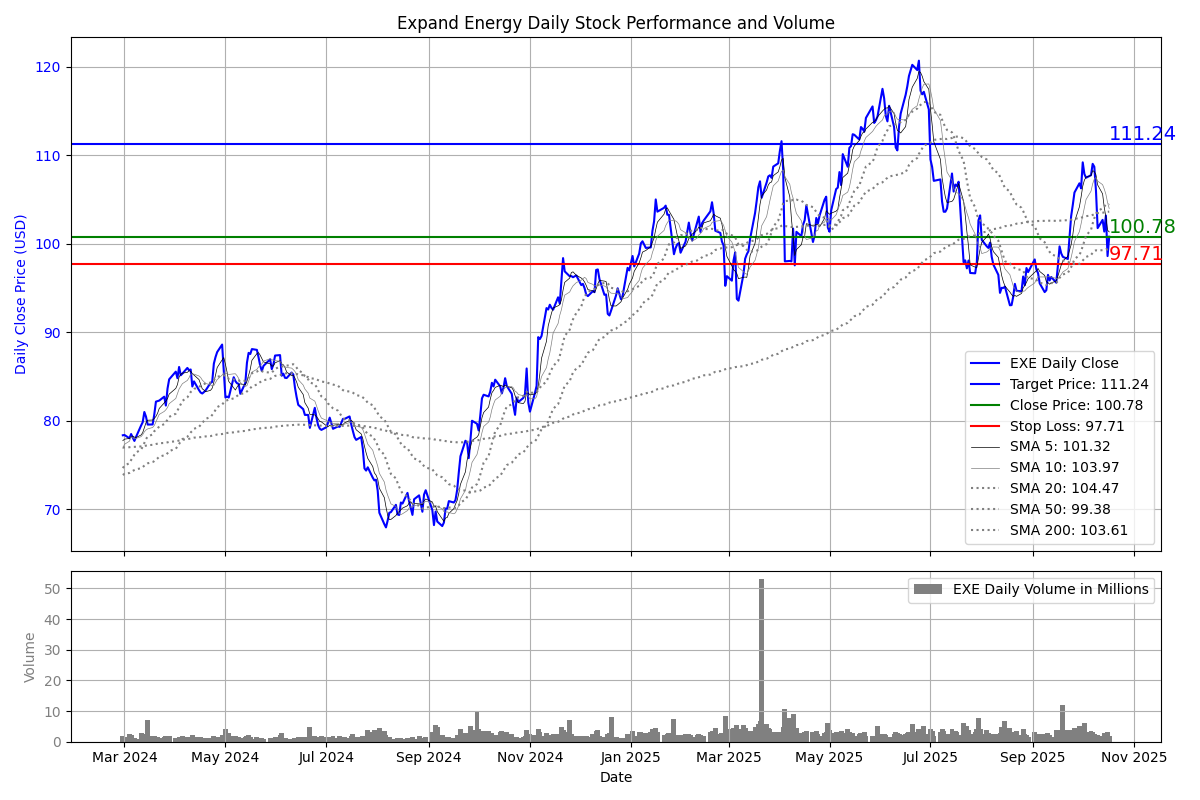 Expand Energy Daily Stock Performance and Volume
Daily Close Price (USD)
120
110
100
90
80
70
111.24
100.78
97.71
EXE Daily Close
Target Price: 111.24
Close Price: 100.78
Stop Loss: 97.71
SMA 5: 101.32
SMA 10: 103.97
SMA 20: 104.47
SMA 50: 99.38
SMA 200: 103.61
Volume
50
40
30
20
10
0
EXE Daily Volume in Millions
Mar 2024 May 2024 Jul 2024 Sep 2024 Nov 2024 Jan 2025 Mar 2025 May 2025 Jul 2025 Sep 2025 Nov 2025
Date